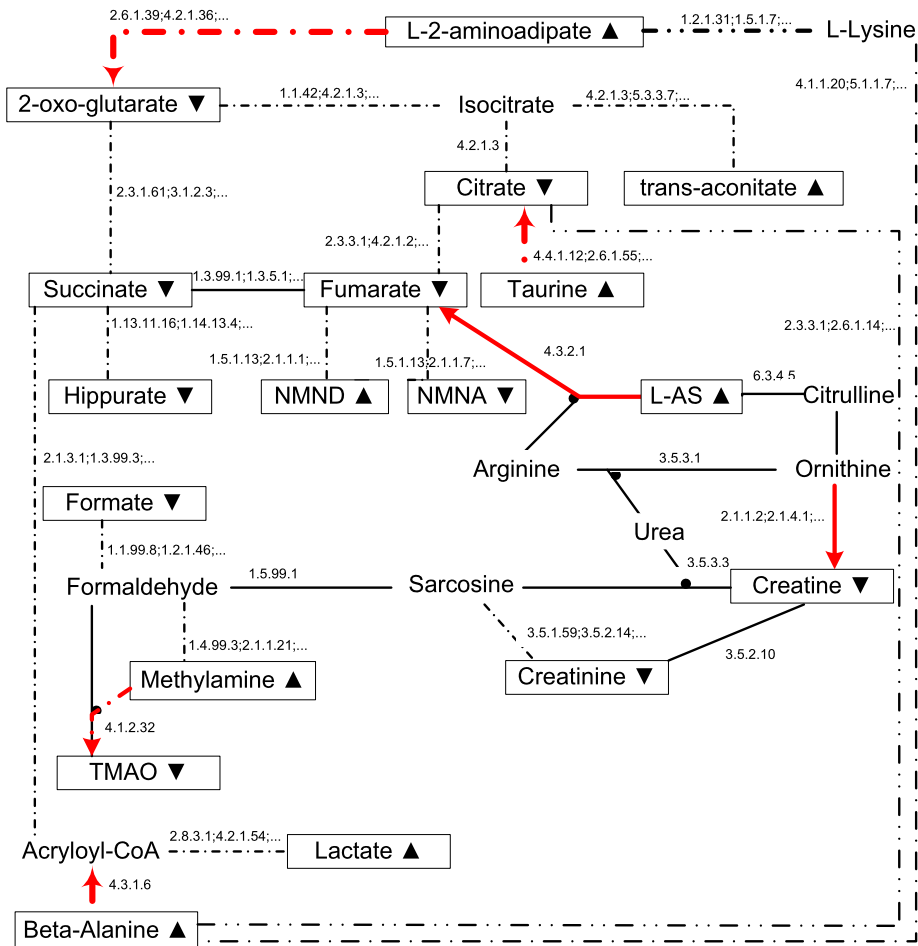 2.6.1.39;4.2.1.36;...
L-2-aminoadipate ▲
1.2.1.31;1.5.1.7;...
L-Lysine
4.1.1.20;5.1.1.7;...
2-oxo-glutarate ▼
1.1.42;4.2.1.3;...
Isocitrate
4.2.1.3;5.3.3.7;...
4.2.1.3
2.3.1.61;3.1.2.3;...
Citrate ▼
trans-aconitate ▲
2.3.3.1;4.2.1.2;...
4.4.1.12;2.6.1.55;...
Succinate ▼
1.3.99.1;1.3.5.1;...
Fumarate ▼
Taurine ▲
1.13.11.16;1.14.13.4;...
2.3.3.1;2.6.1.14;...
1.5.1.13;2.1.1.1;...
1.5.1.13;2.1.1.7;...
4.3.2.1
6.3.4.5
Hippurate ▼
NMND ▲
NMNA ▼
L-AS ▲
Citrulline
2.1.3.1;1.3.99.3;...
Arginine
3.5.3.1
Ornithine
Formate ▼
2.1.1.2;2.1.4.1;...
Urea
1.1.99.8;1.2.1.46;...
3.5.3.3
Formaldehyde
1.5.99.1
Sarcosine
Creatine ▼
3.5.1.59;3.5.2.14;...
1.4.99.3;2.1.1.21;...
3.5.2.10
Methylamine ▲
Creatinine ▼
4.1.2.32
TMAO ▼
2.8.3.1;4.2.1.54;...
Acryloyl-CoA
Lactate ▲
4.3.1.6
Beta-Alanine ▲